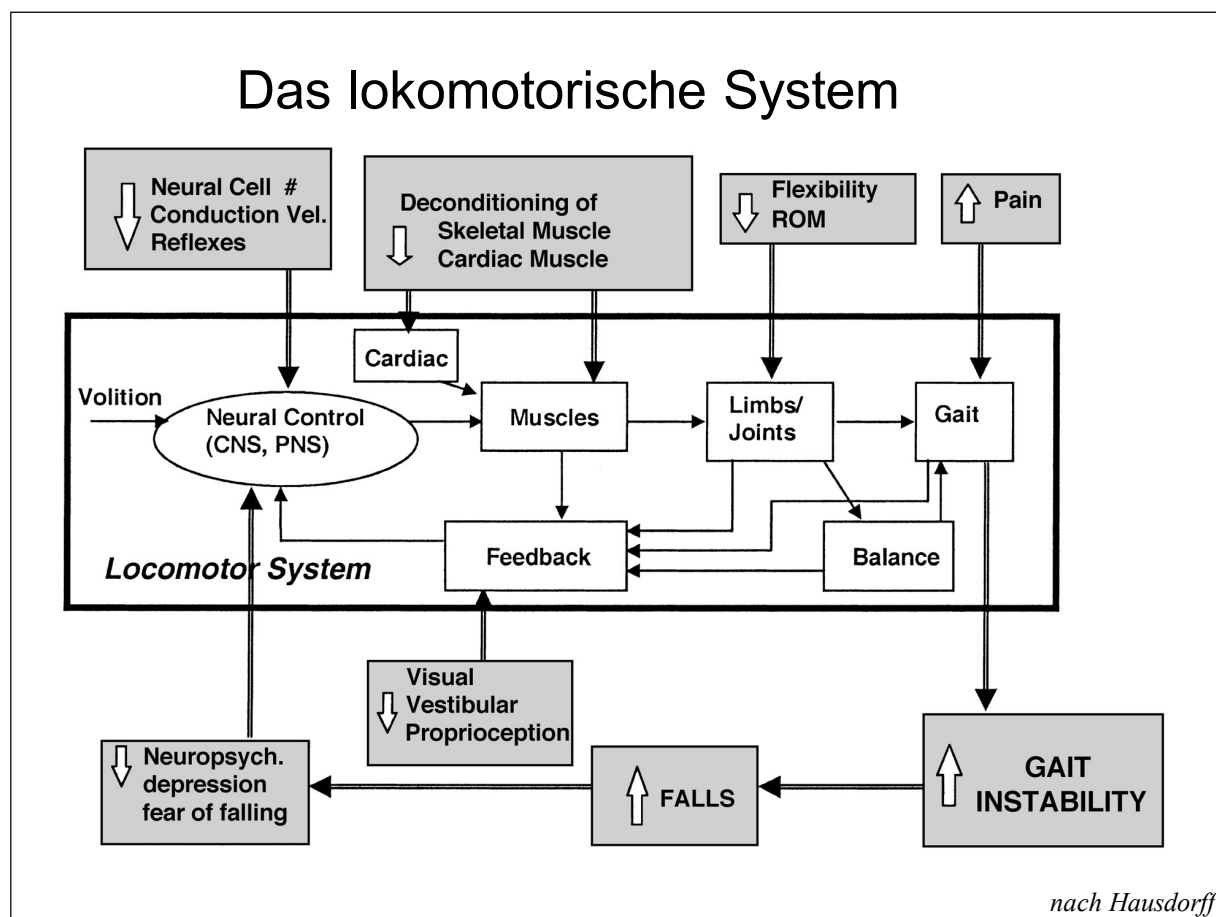 Das lokomotorische System
Neural Cell #
Conduction Vel.
Reflexes
Deconditioning of
Skeletal Muscle
Cardiac Muscle
Flexibility
ROM
Pain
Cardiac
Volition
Neural Control
(CNS, PNS)
Muscles
Limbs/
Joints
Gait
Feedback
Balance
Locomotor System
Visual
Vestibular
Proprioception
Neuropsych.
depression
fear of falling
FALLS
GAIT
INSTABILITY
nach Hausdorff